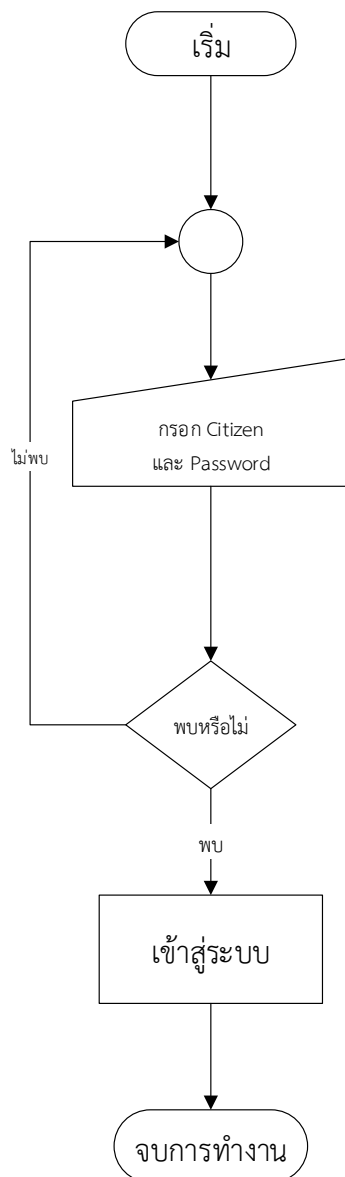 เริ่ม
กรอก Citizen
และ Password
ไม่พบ
พบหรือไม่
พบ
เข้าสู่ระบบ
จบการทำงาน